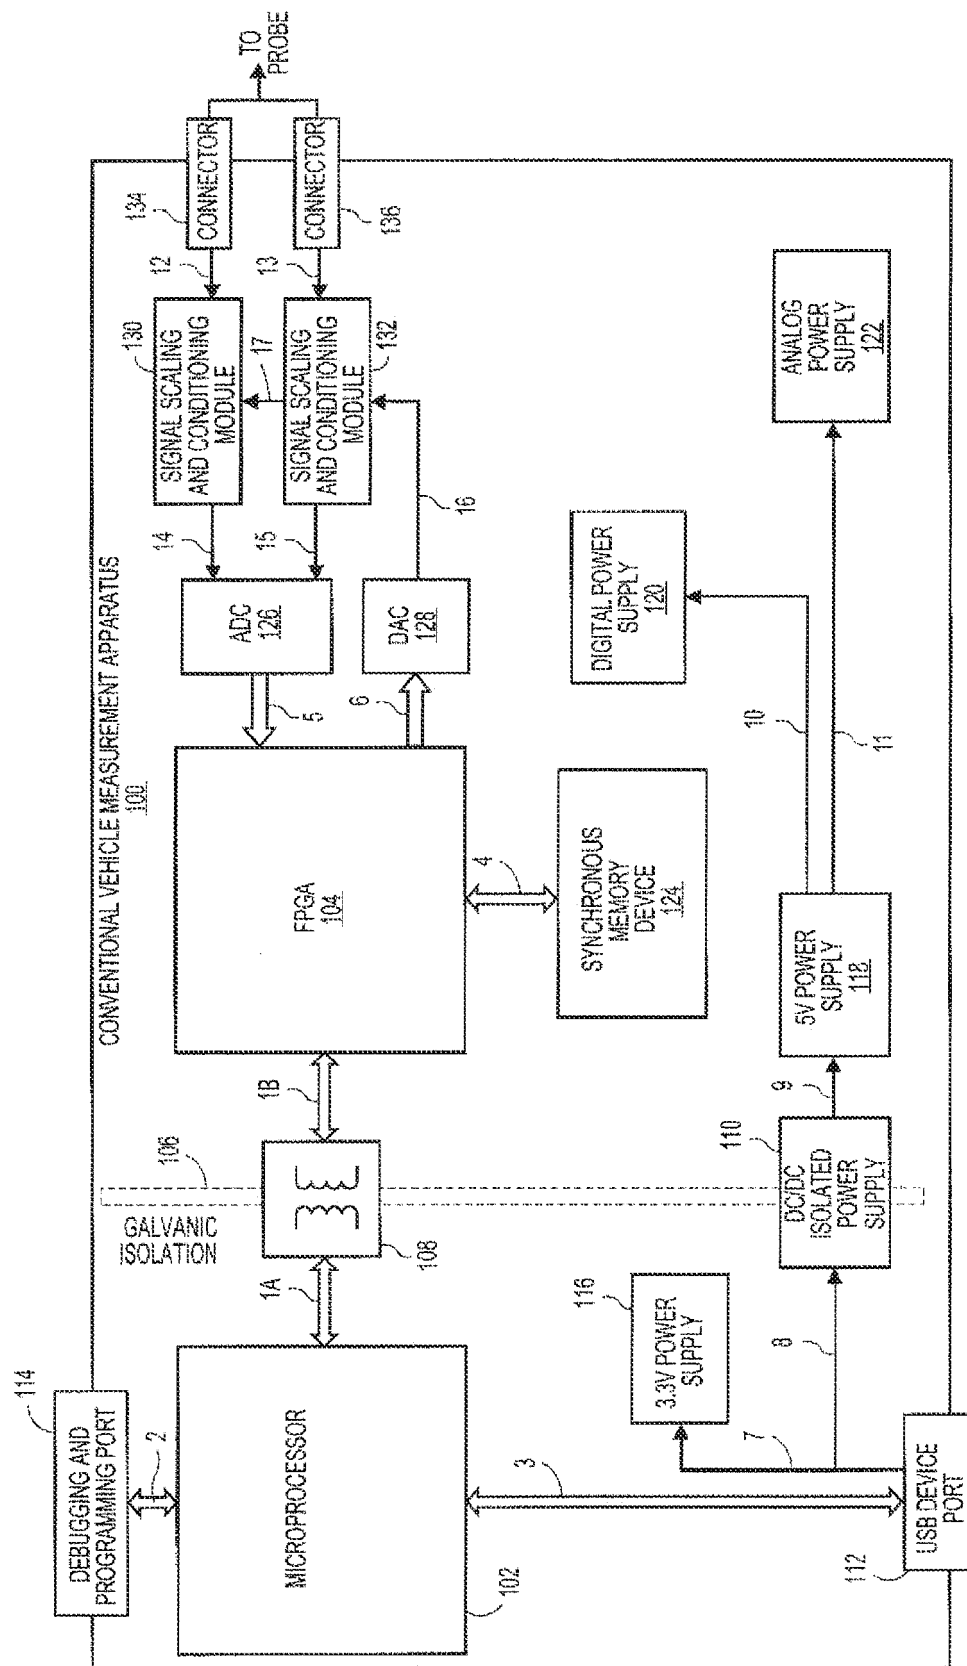 CONVENTIONAL VEHICLE MEASUREMENT APPARATUS
100
114
DEBUGGING AND
PROGRAMMING PORT
2
MICROPROCESSOR
102
1A
GALVANIC
ISOLATION
106
108
1B
FPGA
104
5
6
ADC
126
DAC
128
14
15
16
130
SIGNAL SCALING
AND CONDITIONING
MODULE
17
SIGNAL SCALING
AND CONDITIONING
MODULE
132
12
13
134
CONNECTOR
CONNECTOR
136
TO
PROBE
4
SYNCHRONOUS
MEMORY
DEVICE
124
3
116
3.3V POWER
SUPPLY
7
8
112
USB DEVICE
PORT
110
DC/DC
ISOLATED
POWER
SUPPLY
9
5V POWER
SUPPLY
118
10
11
DIGITAL POWER
SUPPLY
120
ANALOG
POWER
SUPPLY
122